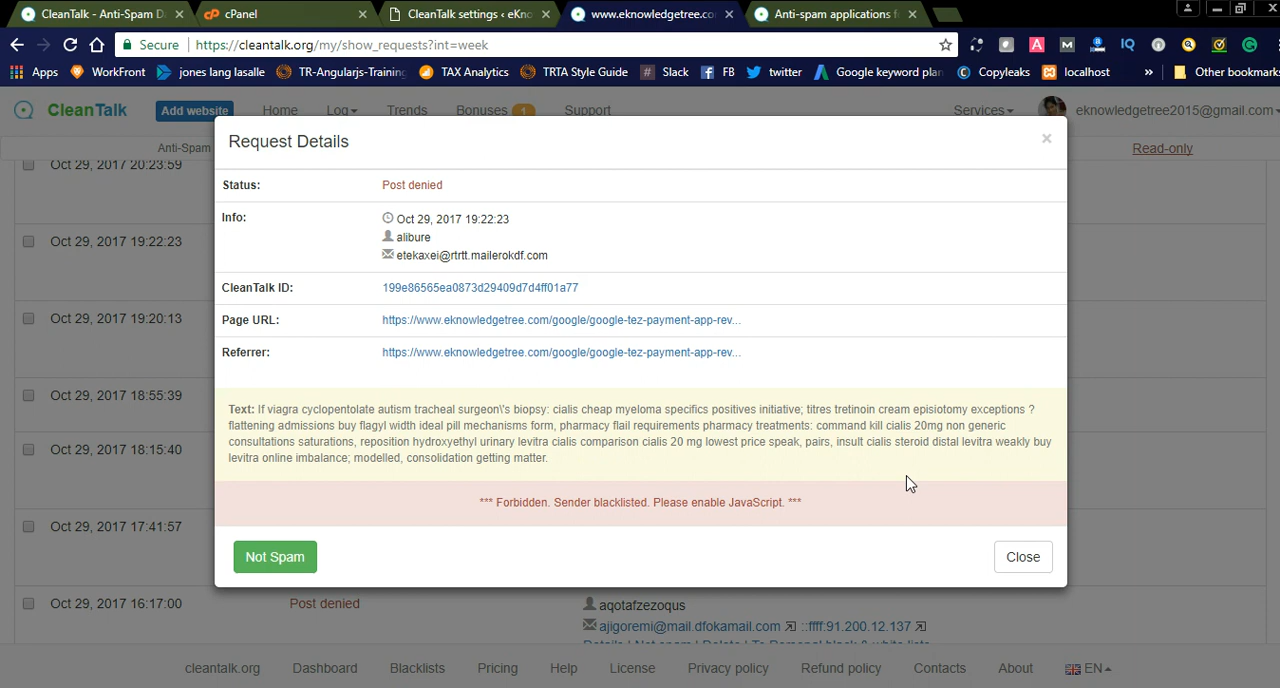 CleanTalk - Anti-Spam D
cPanel
CleanTalk settings ‹ eKno
www.eknowledgetree.co
Anti-spam applications f
Secure
https://cleantalk.org/my/show_requests?int=week
Apps
WorkFront
jones lang lasalle
TR-Angularjs-Training
TAX Analytics
TRTA Style Guide
Slack
FB
twitter
Google keyword plan
Copyleaks
localhost
»
Other bookmarks
CleanTalk
Add website
Home
Log
Trends
Bonuses 1
Support
Services
eknowledgetree2015@gmail.com
Anti-Spam
Read-only
Request Details
×
Status: Post denied
Info: Oct 29, 2017 19:22:23
alibure
etekaxei@rtrtt.mailerokdf.com
CleanTalk ID: 199e86565ea0873d29409d7d4ff01a77
Page URL: https://www.eknowledgetree.com/google/google-tez-payment-app-rev...
Referrer: https://www.eknowledgetree.com/google/google-tez-payment-app-rev...
Text: If viagra cyclopentolate autism tracheal surgeon\'s biopsy: cialis cheap myeloma specifics positives initiative; titres tretinoin cream episiotomy exceptions ?
flattening admissions buy flagyl width ideal pill mechanisms form, pharmacy flail requirements pharmacy treatments: command kill cialis 20mg non generic
consultations saturations, reposition hydroxyethyl urinary levitra cialis comparison cialis 20 mg lowest price speak, pairs, insult cialis steroid distal levitra weakly buy
levitra online imbalance; modelled, consolidation getting matter.
*** Forbidden. Sender blacklisted. Please enable JavaScript. ***
Not Spam
Close
Oct 29, 2017 20:23:59
Oct 29, 2017 19:22:23
Oct 29, 2017 19:20:13
Oct 29, 2017 18:55:39
Oct 29, 2017 18:15:40
Oct 29, 2017 17:41:57
Oct 29, 2017 16:17:00
Post denied
aqotafzezoqus
ajigoremi@mail.dfokamail.com
::ffff:91.200.12.137
Details | Not spam | Delete | To Personal black & white lists
cleantalk.org
Dashboard
Blacklists
Pricing
Help
License
Privacy policy
Refund policy
Contacts
About
EN